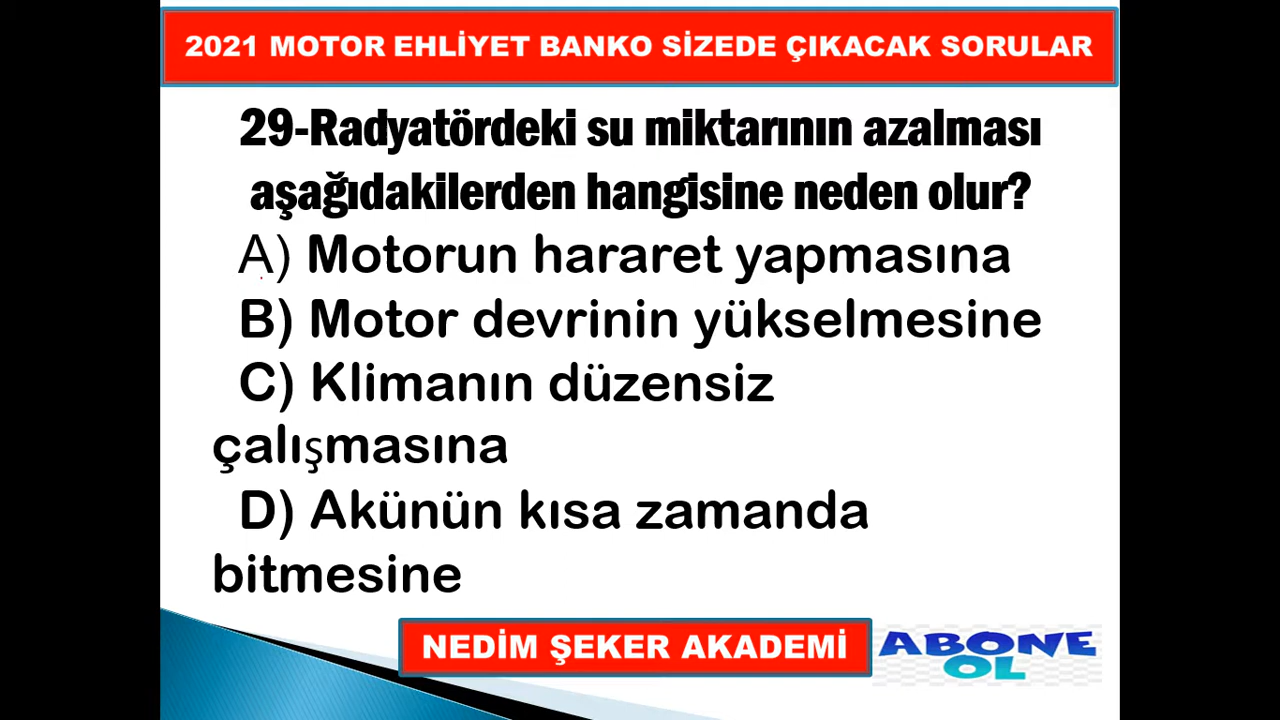 2021 MOTOR EHLİYET BANKO SİZEDE ÇIKACAK SORULAR
29-Radyatördeki su miktarının azalması
aşağıdakilerden hangisine neden olur?
A) Motorun hararet yapmasına
B) Motor devrinin yükselmesine
C) Klimanın düzensiz
çalışmasına
D) Akünün kısa zamanda
bitmesine
NEDİM ŞEKER AKADEMİ
ABONE
OL